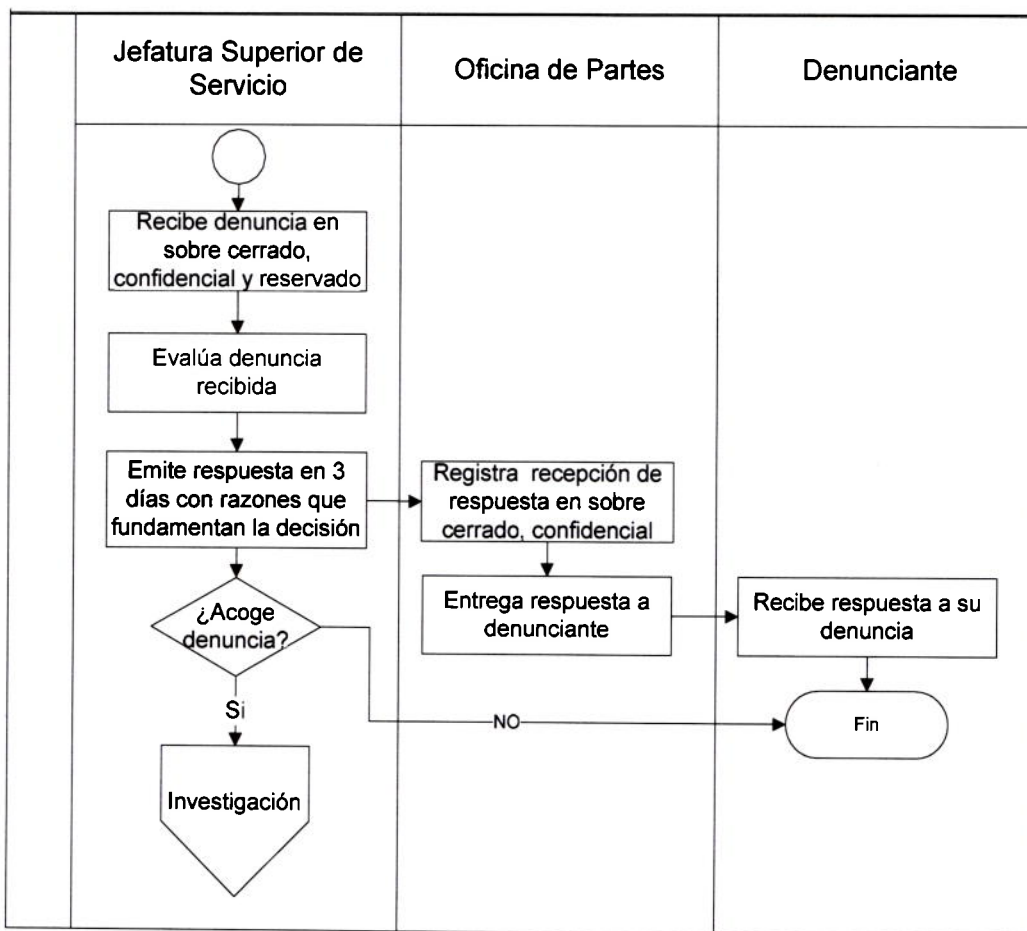 Jefatura Superior de
Servicio
Oficina de Partes
Denunciante
Recibe denuncia en
sobre cerrado,
confidencial y reservado
Evalúa denuncia
recibida
Emite respuesta en 3
días con razones que
fundamentan la decisión
Registra recepción de
respuesta en sobre
cerrado, confidencial
Entrega respuesta a
denunciante
Recibe respuesta a su
denuncia
¿Acoge
denuncia?
Si
NO
Fin
Investigación